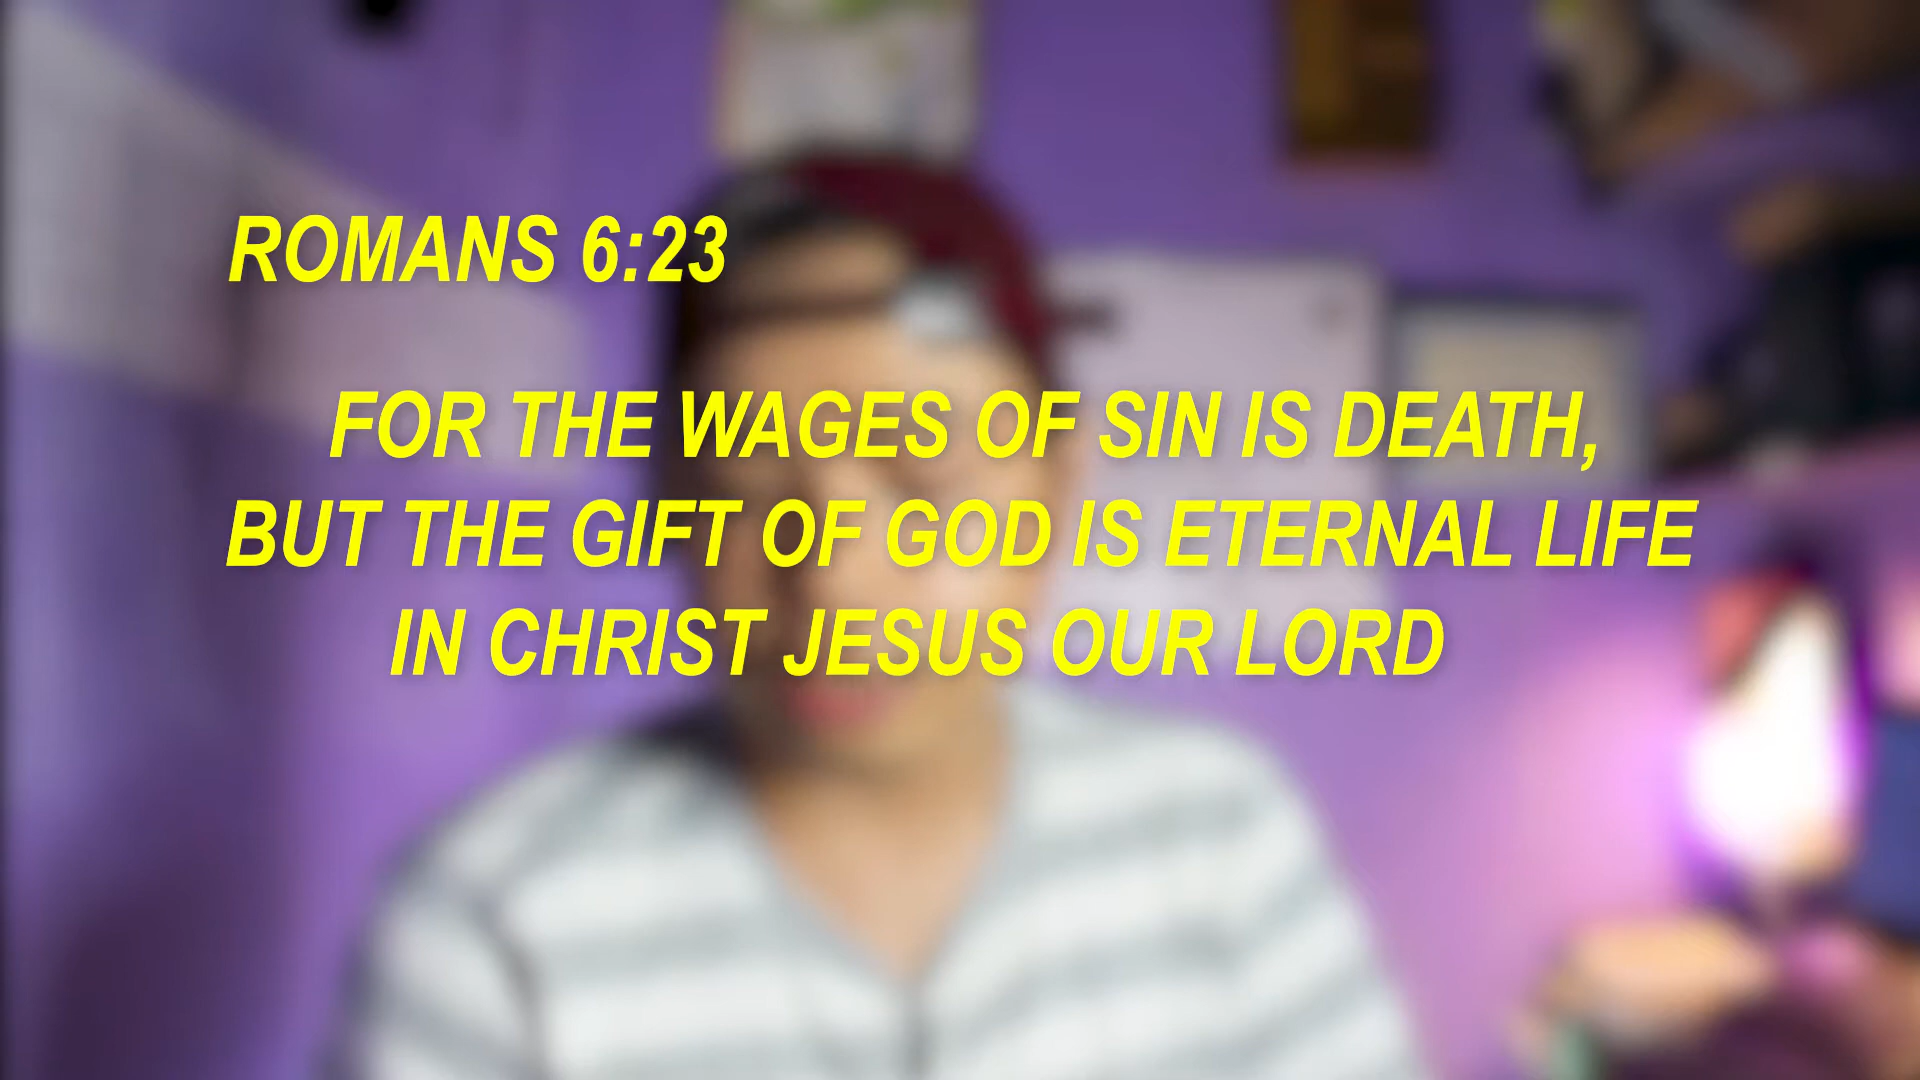 ROMANS 6:23
FOR THE WAGES OF SIN IS DEATH,
BUT THE GIFT OF GOD IS ETERNAL LIFE
IN CHRIST JESUS OUR LORD